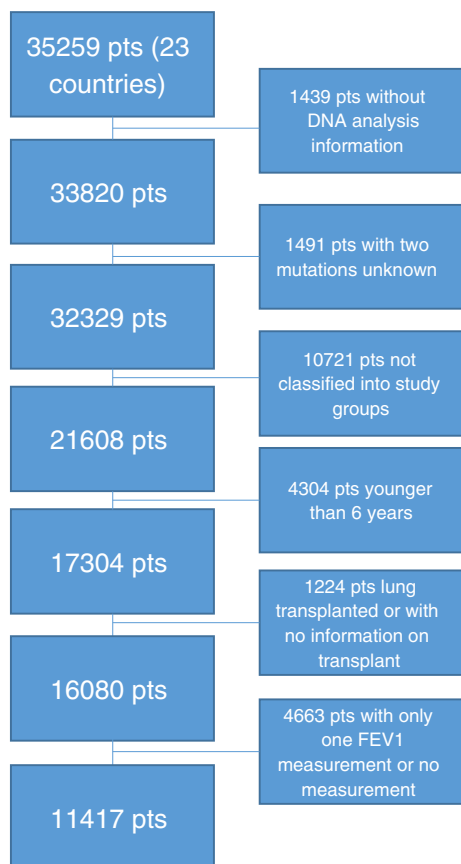 35259 pts (23
countries)
1439 pts without
DNA analysis
information
33820 pts
1491 pts with two
mutations unknown
32329 pts
10721 pts not
classified into study
groups
21608 pts
4304 pts younger
than 6 years
17304 pts
1224 pts lung
transplanted or with
no information on
transplant
16080 pts
4663 pts with only
one FEV1
measurement or no
measurement
11417 pts